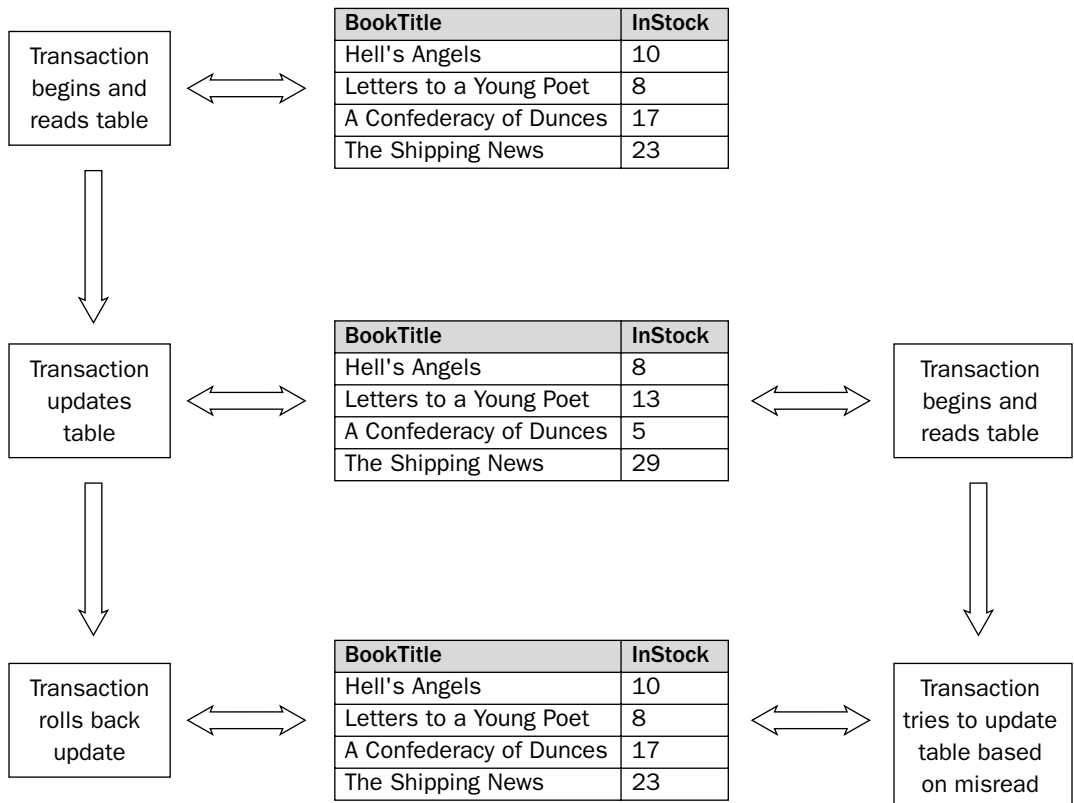 Transaction
begins and
reads table
BookTitle InStock
Hell's Angels 10
Letters to a Young Poet 8
A Confederacy of Dunces 17
The Shipping News 23
Transaction
updates
table
BookTitle InStock
Hell's Angels 8
Letters to a Young Poet 13
A Confederacy of Dunces 5
The Shipping News 29
Transaction
begins and
reads table
Transaction
rolls back
update
BookTitle InStock
Hell's Angels 10
Letters to a Young Poet 8
A Confederacy of Dunces 17
The Shipping News 23
Transaction
tries to update
table based
on misread